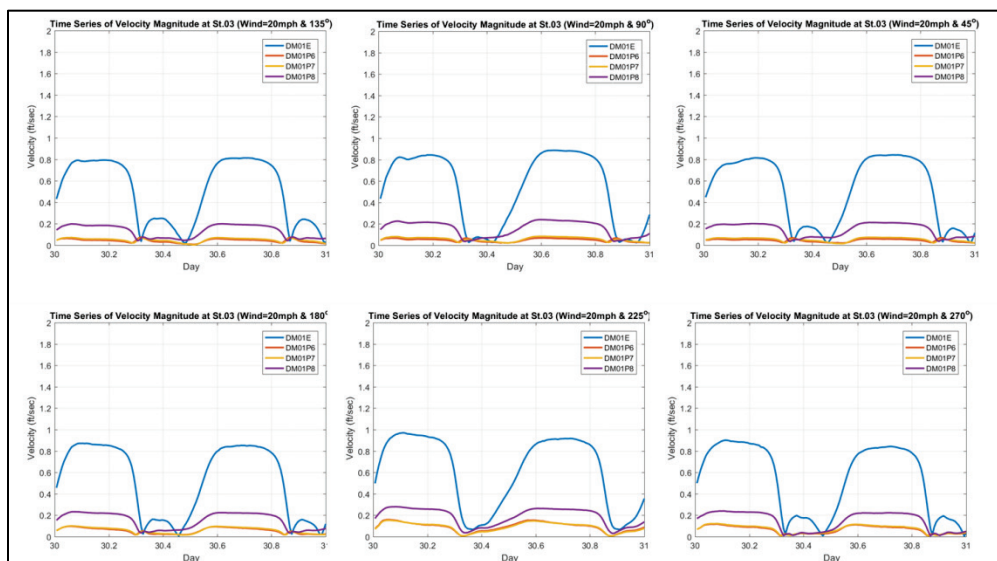 Time Series of Velocity Magnitude at St.03 (Wind=20mph & 135°)
2
1.8
1.6
1.4
1.2
1
0.8
0.6
0.4
0.2
0
Velocity (ft/sec)
DM01E
DM01P6
DM01P7
DM01P8
30 30.2 30.4 30.6 30.8 31
Day
Time Series of Velocity Magnitude at St.03 (Wind=20mph & 90°)
2
1.8
1.6
1.4
1.2
1
0.8
0.6
0.4
0.2
0
Velocity (ft/sec)
DM01E
DM01P6
DM01P7
DM01P8
30 30.2 30.4 30.6 30.8 31
Day
Time Series of Velocity Magnitude at St.03 (Wind=20mph & 45°)
2
1.8
1.6
1.4
1.2
1
0.8
0.6
0.4
0.2
0
Velocity (ft/sec)
DM01E
DM01P6
DM01P7
DM01P8
30 30.2 30.4 30.6 30.8 31
Day
Time Series of Velocity Magnitude at St.03 (Wind=20mph & 180°
2
1.8
1.6
1.4
1.2
1
0.8
0.6
0.4
0.2
0
Velocity (ft/sec)
DM01E
DM01P6
DM01P7
DM01P8
30 30.2 30.4 30.6 30.8 31
Day
Time Series of Velocity Magnitude at St.03 (Wind=20mph & 225°
2
1.8
1.6
1.4
1.2
1
0.8
0.6
0.4
0.2
0
Velocity (ft/sec)
DM01E
DM01P6
DM01P7
DM01P8
30 30.2 30.4 30.6 30.8 31
Day
Time Series of Velocity Magnitude at St.03 (Wind=20mph & 270°)
2
1.8
1.6
1.4
1.2
1
0.8
0.6
0.4
0.2
0
Velocity (ft/sec)
DM01E
DM01P6
DM01P7
DM01P8
30 30.2 30.4 30.6 30.8 31
Day